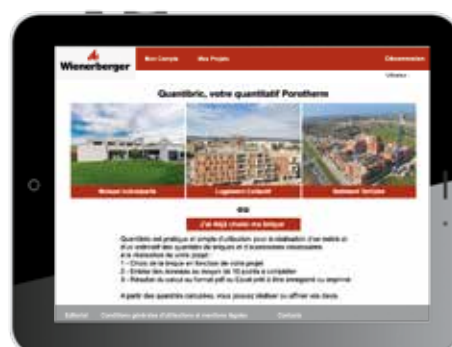 Wienerberger
Mon Compte Mes Projets Déconnexion
Utilisateur
Quantibric, votre quantitatif Porotherm
Maison Individuelle Logement Collectif Batiment Tertiaire
ou
J'ai déjà choisi ma brique
Quantibric est pratique et simple d'utilisation pour la réalisation d'un métré et
d'un estimatif des quantités de briques et d'accessoires nécessaires
à la réalisation de votre projet :
1 - Choix de la brique en fonction de votre projet
2 - Entrée des données au moyen de 10 points à compléter
3 - Résultat du calcul au format pdf ou Excel prêt à être enregistré ou imprimé
A partir des quantités calculées, vous pouvez réaliser ou affiner vos devis.
Editorial Conditions générales d'utilisations et mentions légales Contacts